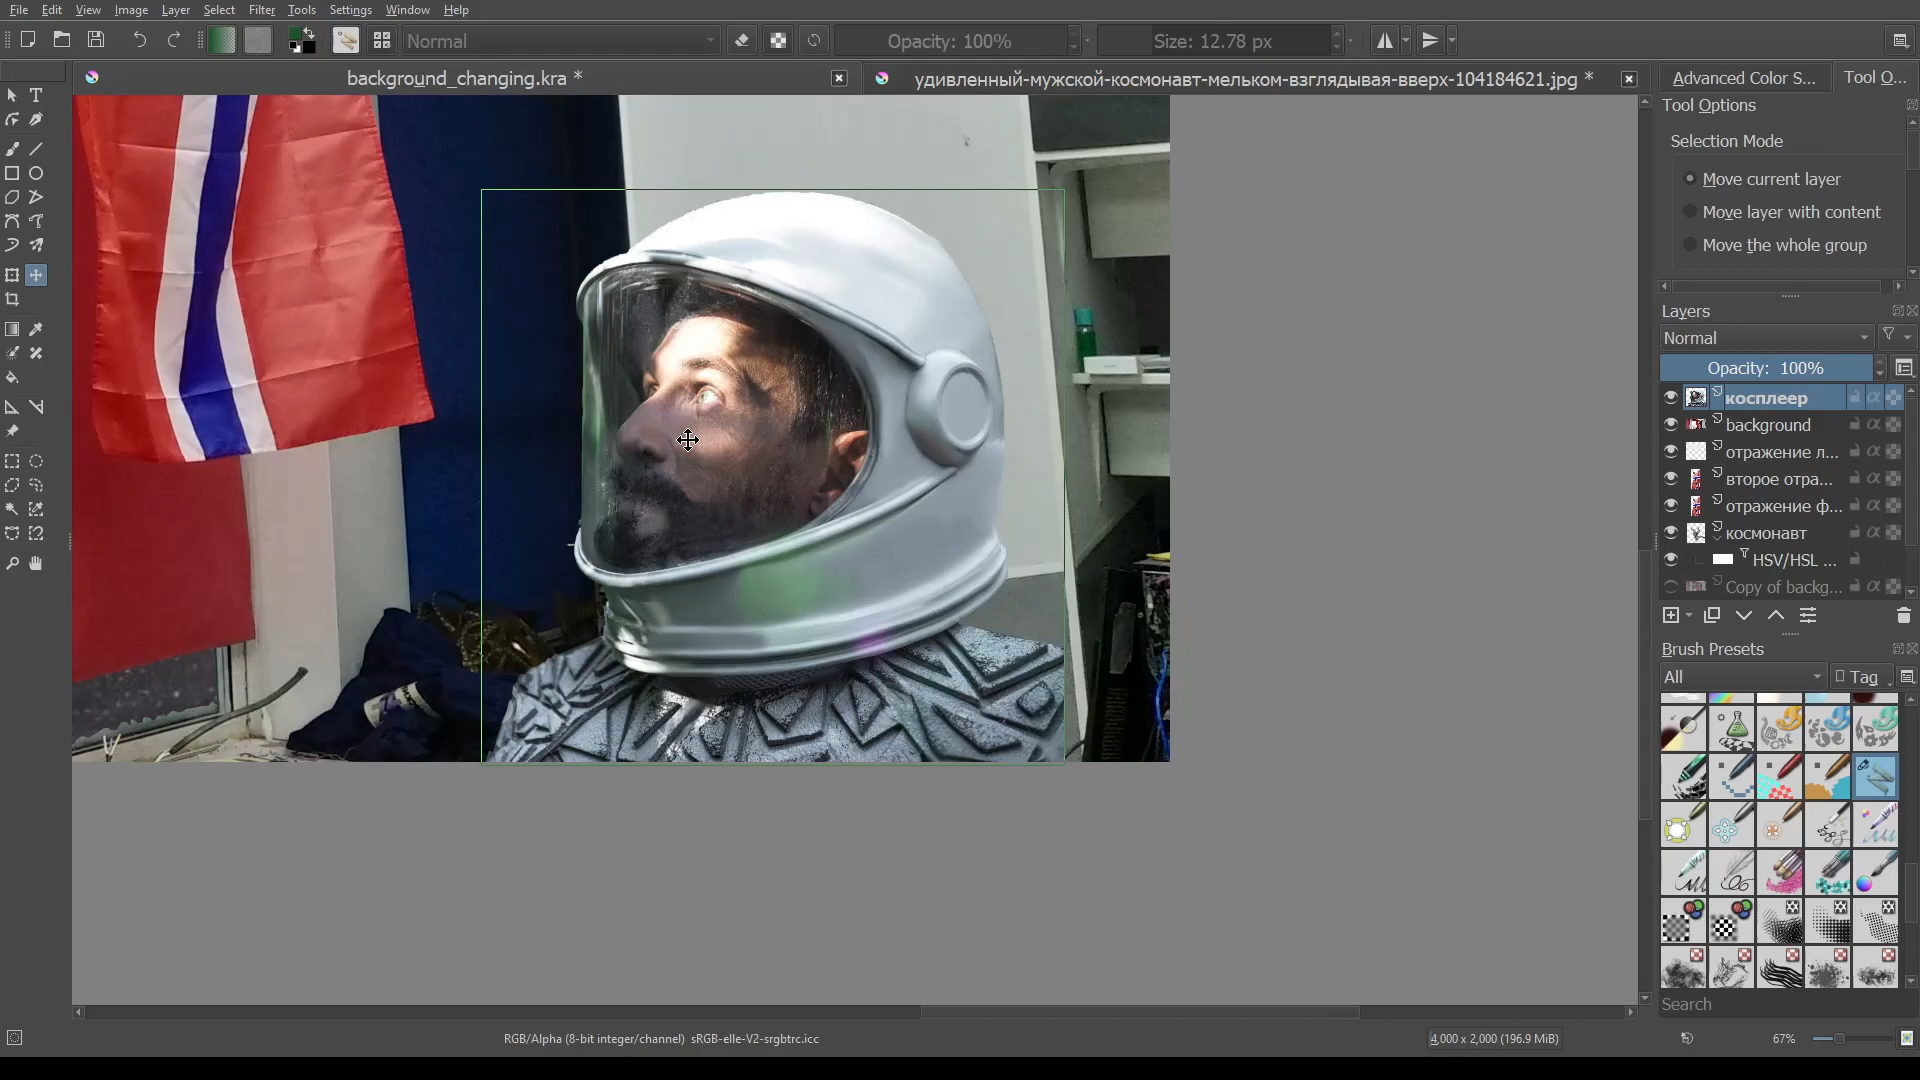 File Edit View Image Layer Select Filter Tools Settings Window Help
Normal
Opacity: 100%
Size: 12.78 px
background_changing.kra *
удивленный-мужской-космонавт-мельком-взглядывая-вверх-104184621.jpg *
Advanced Color S...
Tool O...
Tool Options
Selection Mode
Move current layer
Move layer with content
Move the whole group
Layers
Normal
Opacity: 100%
косплеер
background
отражение л...
второе отра...
отражение ф...
космонавт
HSV/HSL ...
Copy of backg...
Brush Presets
All
Tag
Search
RGB/Alpha (8-bit integer/channel) sRGB-elle-V2-srgbtrc.icc
4,000 x 2,000 (196.9 MiB)
67%